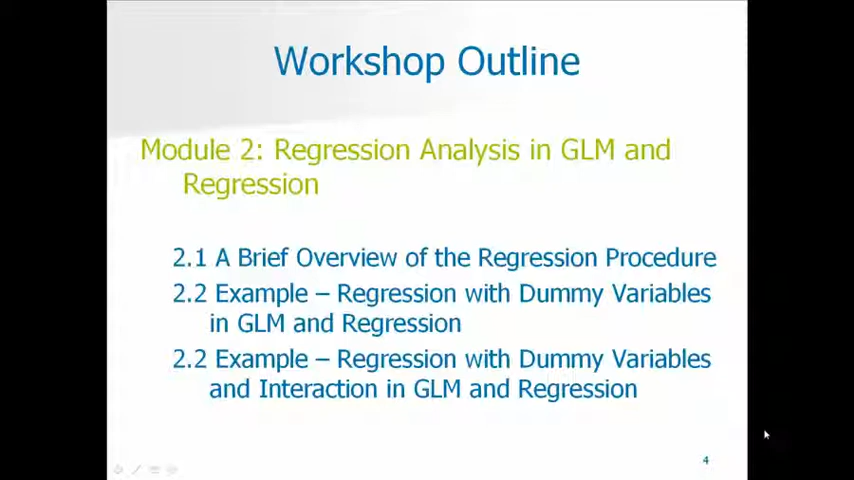 Workshop Outline
Module 2: Regression Analysis in GLM and
Regression
2.1 A Brief Overview of the Regression Procedure
2.2 Example – Regression with Dummy Variables
in GLM and Regression
2.2 Example – Regression with Dummy Variables
and Interaction in GLM and Regression
4